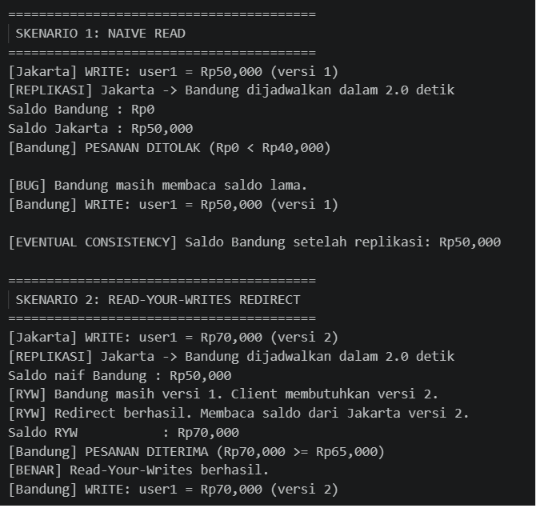 ========================================
SKENARIO 1: NAIVE READ
========================================
[Jakarta] WRITE: user1 = Rp50,000 (versi 1)
[REPLIKASI] Jakarta -> Bandung dijadwalkan dalam 2.0 detik
Saldo Bandung : Rp0
Saldo Jakarta : Rp50,000
[Bandung] PESANAN DITOLAK (Rp0 < Rp40,000)

[BUG] Bandung masih membaca saldo lama.
[Bandung] WRITE: user1 = Rp50,000 (versi 1)

[EVENTUAL CONSISTENCY] Saldo Bandung setelah replikasi: Rp50,000

========================================
SKENARIO 2: READ-YOUR-WRITES REDIRECT
========================================
[Jakarta] WRITE: user1 = Rp70,000 (versi 2)
[REPLIKASI] Jakarta -> Bandung dijadwalkan dalam 2.0 detik
Saldo naif Bandung : Rp50,000
[RYW] Bandung masih versi 1. Client membutuhkan versi 2.
[RYW] Redirect berhasil. Membaca saldo dari Jakarta versi 2.
Saldo RYW          : Rp70,000
[Bandung] PESANAN DITERIMA (Rp70,000 >= Rp65,000)
[BENAR] Read-Your-Writes berhasil.
[Bandung] WRITE: user1 = Rp70,000 (versi 2)